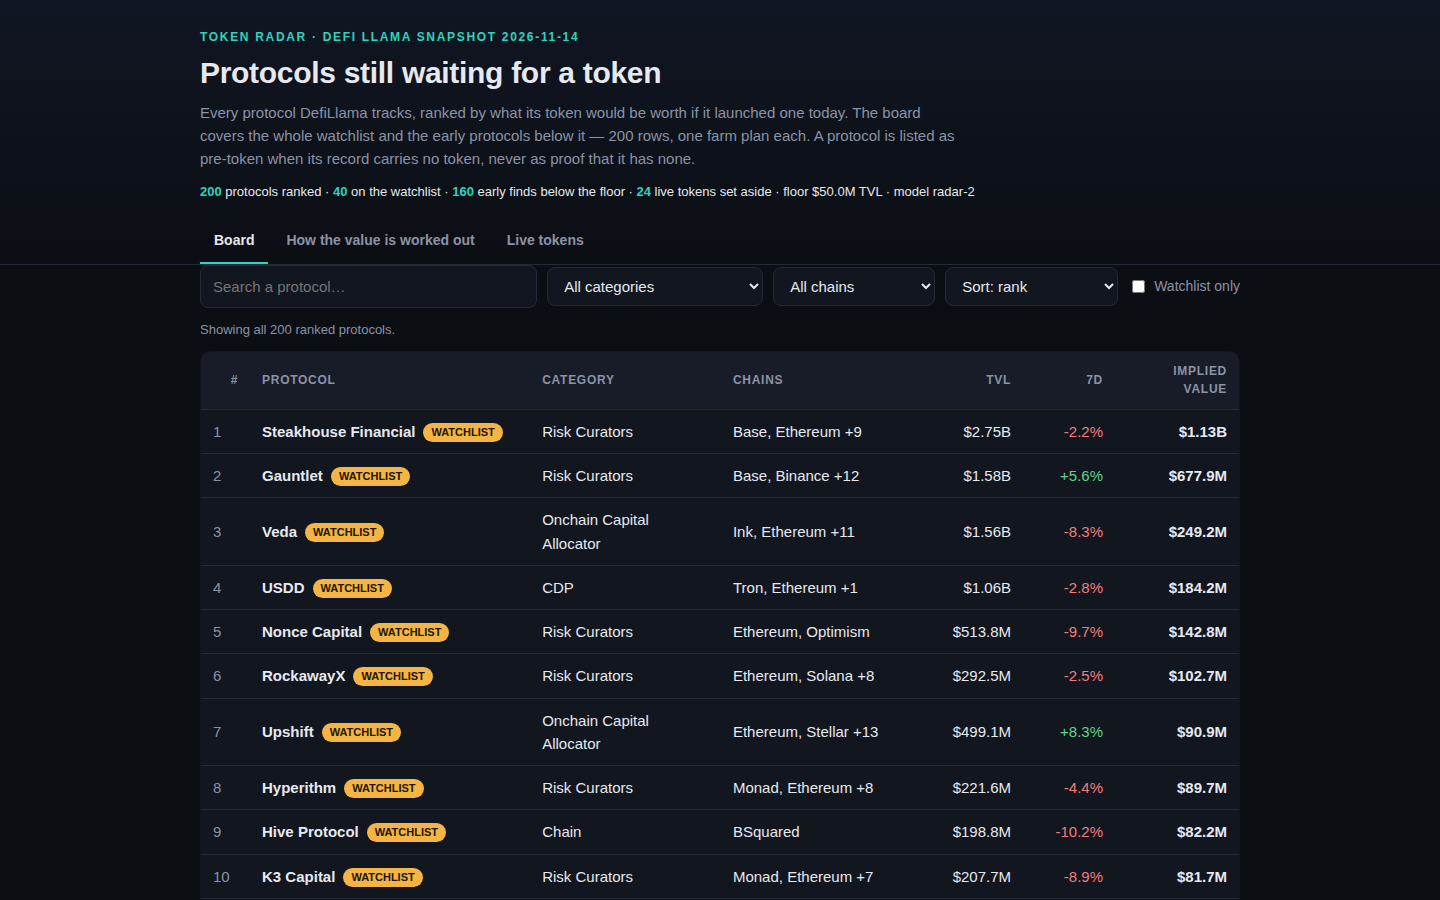 TOKEN RADAR · DEFI LLAMA SNAPSHOT 2026-11-14
Protocols still waiting for a token
Every protocol DefiLlama tracks, ranked by what its token would be worth if it launched one today. The board
covers the whole watchlist and the early protocols below it — 200 rows, one farm plan each. A protocol is listed as
pre-token when its record carries no token, never as proof that it has none.
200 protocols ranked · 40 on the watchlist · 160 early finds below the floor · 24 live tokens set aside · floor $50.0M TVL · model radar-2
Board How the value is worked out Live tokens
Search a protocol… All categories All chains Sort: rank Watchlist only
Showing all 200 ranked protocols.
# PROTOCOL CATEGORY CHAINS TVL 7D IMPLIED VALUE
1 Steakhouse Financial WATCHLIST Risk Curators Base, Ethereum +9 $2.75B -2.2% $1.13B
2 Gauntlet WATCHLIST Risk Curators Base, Binance +12 $1.58B +5.6% $677.9M
3 Veda WATCHLIST Onchain Capital Allocator Ink, Ethereum +11 $1.56B -8.3% $249.2M
4 USDD WATCHLIST CDP Tron, Ethereum +1 $1.06B -2.8% $184.2M
5 Nonce Capital WATCHLIST Risk Curators Ethereum, Optimism $513.8M -9.7% $142.8M
6 RockawayX WATCHLIST Risk Curators Ethereum, Solana +8 $292.5M -2.5% $102.7M
7 Upshift WATCHLIST Onchain Capital Allocator Ethereum, Stellar +13 $499.1M +8.3% $90.9M
8 Hyperithm WATCHLIST Risk Curators Monad, Ethereum +8 $221.6M -4.4% $89.7M
9 Hive Protocol WATCHLIST Chain BSquared $198.8M -10.2% $82.2M
10 K3 Capital WATCHLIST Risk Curators Monad, Ethereum +7 $207.7M -8.9% $81.7M